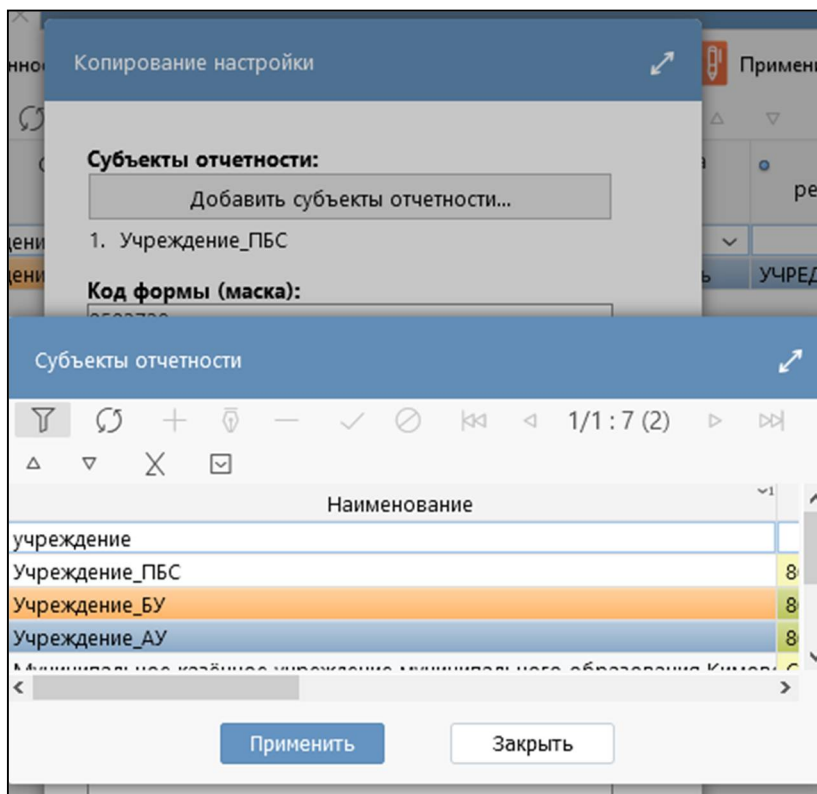 Копирование настройки
Субъекты отчетности:
Добавить субъекты отчетности...
1. Учреждение_ПБС
Код формы (маска):
Субъекты отчетности
1/1 : 7 (2)
Наименование
учреждение
Учреждение_ПБС
Учреждение_БУ
Учреждение_АУ
Применить
Закрыть